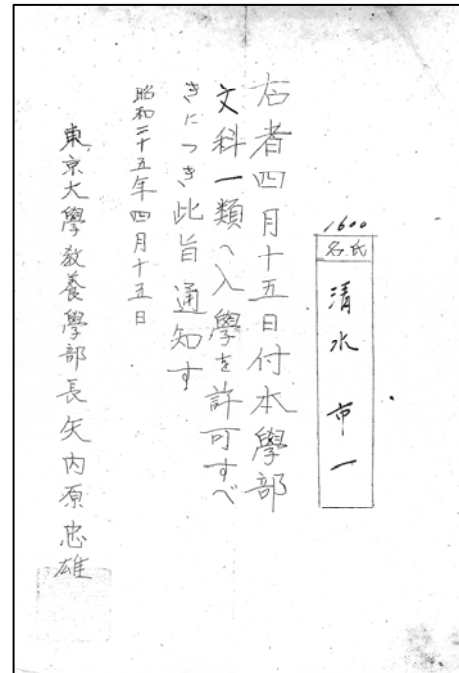 1600
氏名
清水市一
右者四月十五日付本學部
文科一類へ入學を許可すべ
きにつき此旨通知す
昭和二十五年四月十五日
東京大學教養學部長矢内原忠雄